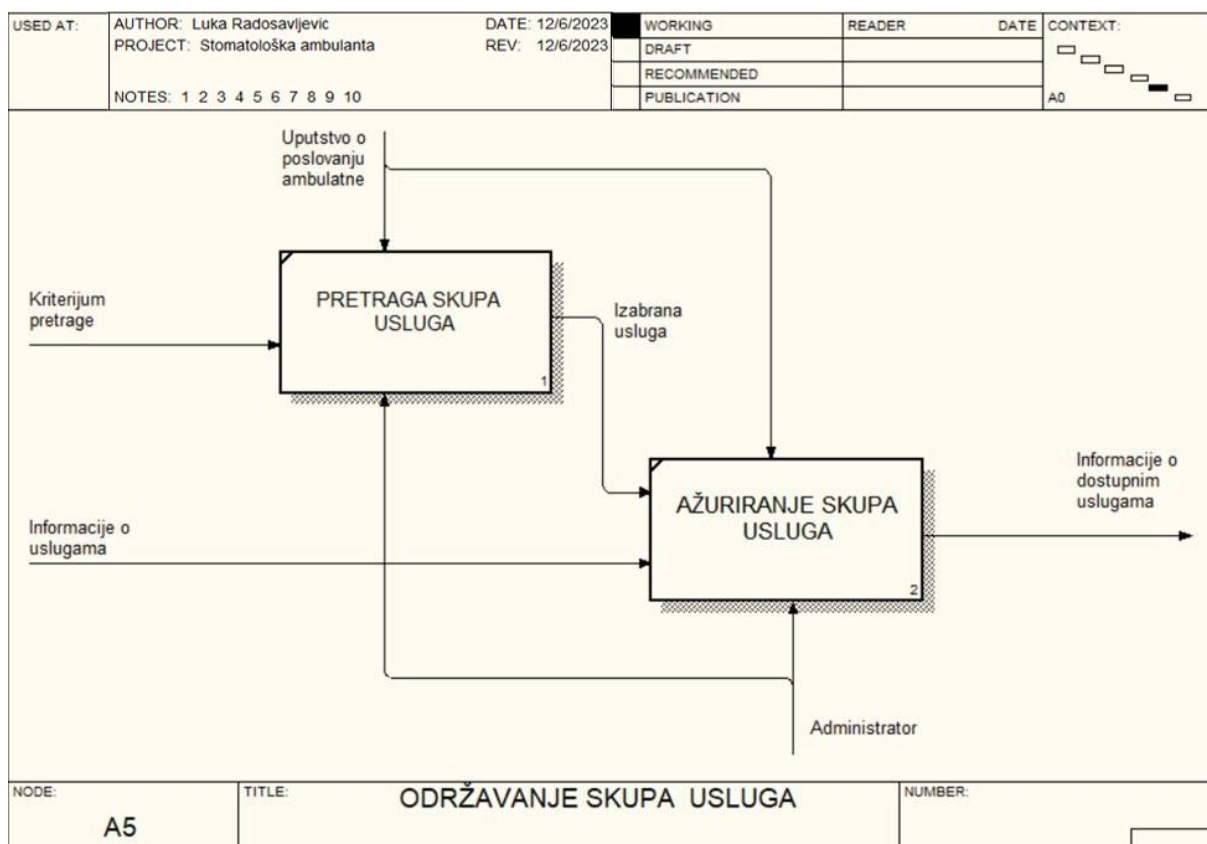 USED AT:
AUTHOR: Luka Radosavljevic
DATE: 12/6/2023
PROJECT: Stomatološka ambulanta
REV: 12/6/2023
NOTES: 1 2 3 4 5 6 7 8 9 10
WORKING
DRAFT
RECOMMENDED
PUBLICATION
READER
DATE
CONTEXT:
A0
Uputstvo o
poslovanju
ambulatne
PRETRAGA SKUPA
USLUGA
1
Kriterijum
pretrage
Izabrana
usluga
AŽURIRANJE SKUPA
USLUGA
2
Informacije o
dostupnim
uslugama
Informacije o
uslugama
Administrator
NODE:
A5
TITLE:
ODRŽAVANJE SKUPA USLUGA
NUMBER: